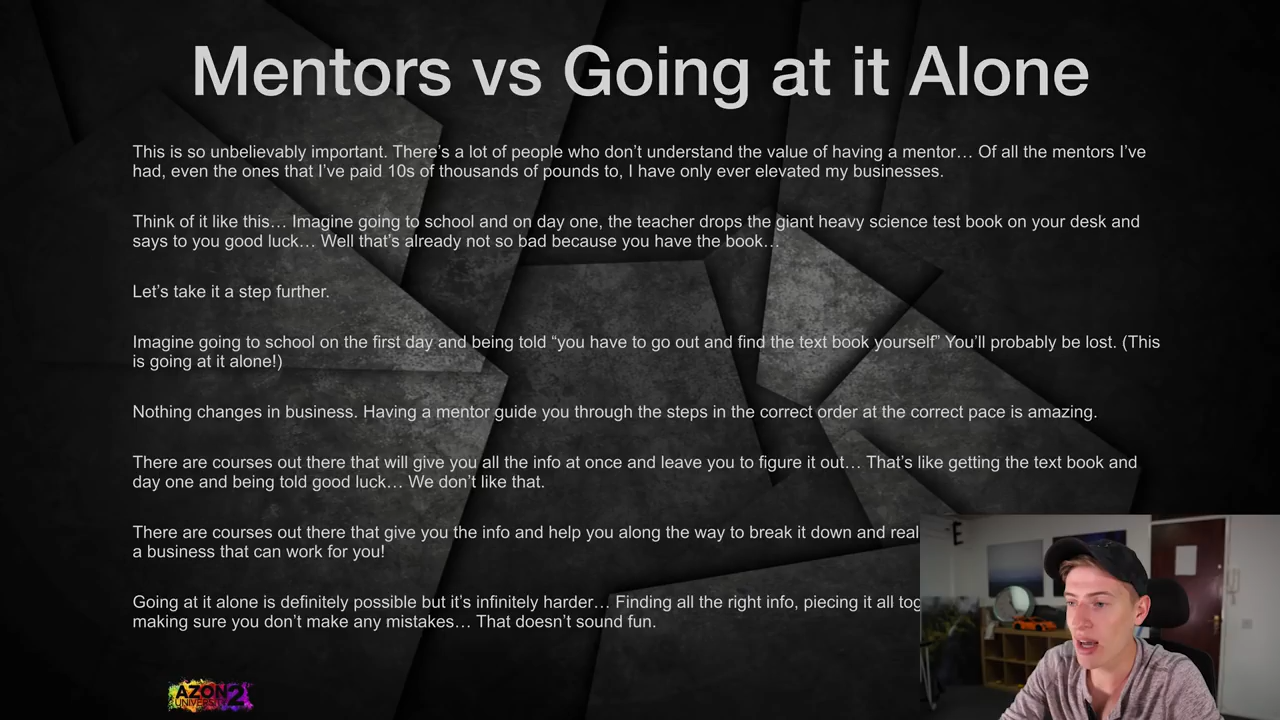 Mentors vs Going at it Alone
This is so unbelievably important. There's a lot of people who don't understand the value of having a mentor… Of all the mentors I've
had, even the ones that I've paid 10s of thousands of pounds to, I have only ever elevated my businesses.
Think of it like this… Imagine going to school and on day one, the teacher drops the giant heavy science test book on your desk and
says to you good luck… Well that's already not so bad because you have the book…
Let's take it a step further.
Imagine going to school on the first day and being told “you have to go out and find the text book yourself” You'll probably be lost. (This
is going at it alone!)
Nothing changes in business. Having a mentor guide you through the steps in the correct order at the correct pace is amazing.
There are courses out there that will give you all the info at once and leave you to figure it out… That's like getting the text book and
day one and being told good luck… We don't like that.
There are courses out there that give you the info and help you along the way to break it down and real
a business that can work for you!
Going at it alone is definitely possible but it's infinitely harder… Finding all the right info, piecing it all tog
making sure you don't make any mistakes… That doesn't sound fun.
E
AZON 2
UNIVERSITY